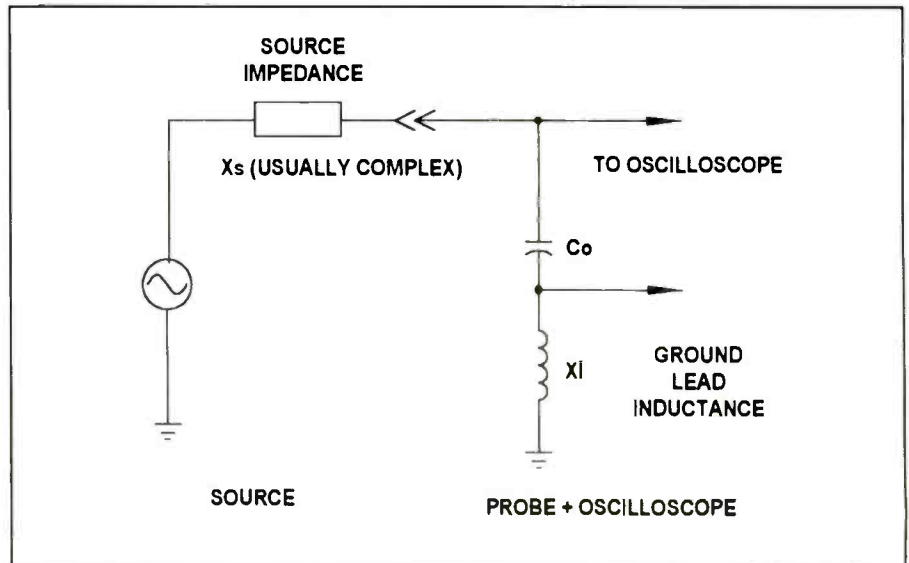 SOURCE
IMPEDANCE
Xs (USUALLY COMPLEX)
TO OSCILLOSCOPE
Co
Xl
GROUND
LEAD
INDUCTANCE
SOURCE
PROBE + OSCILLOSCOPE